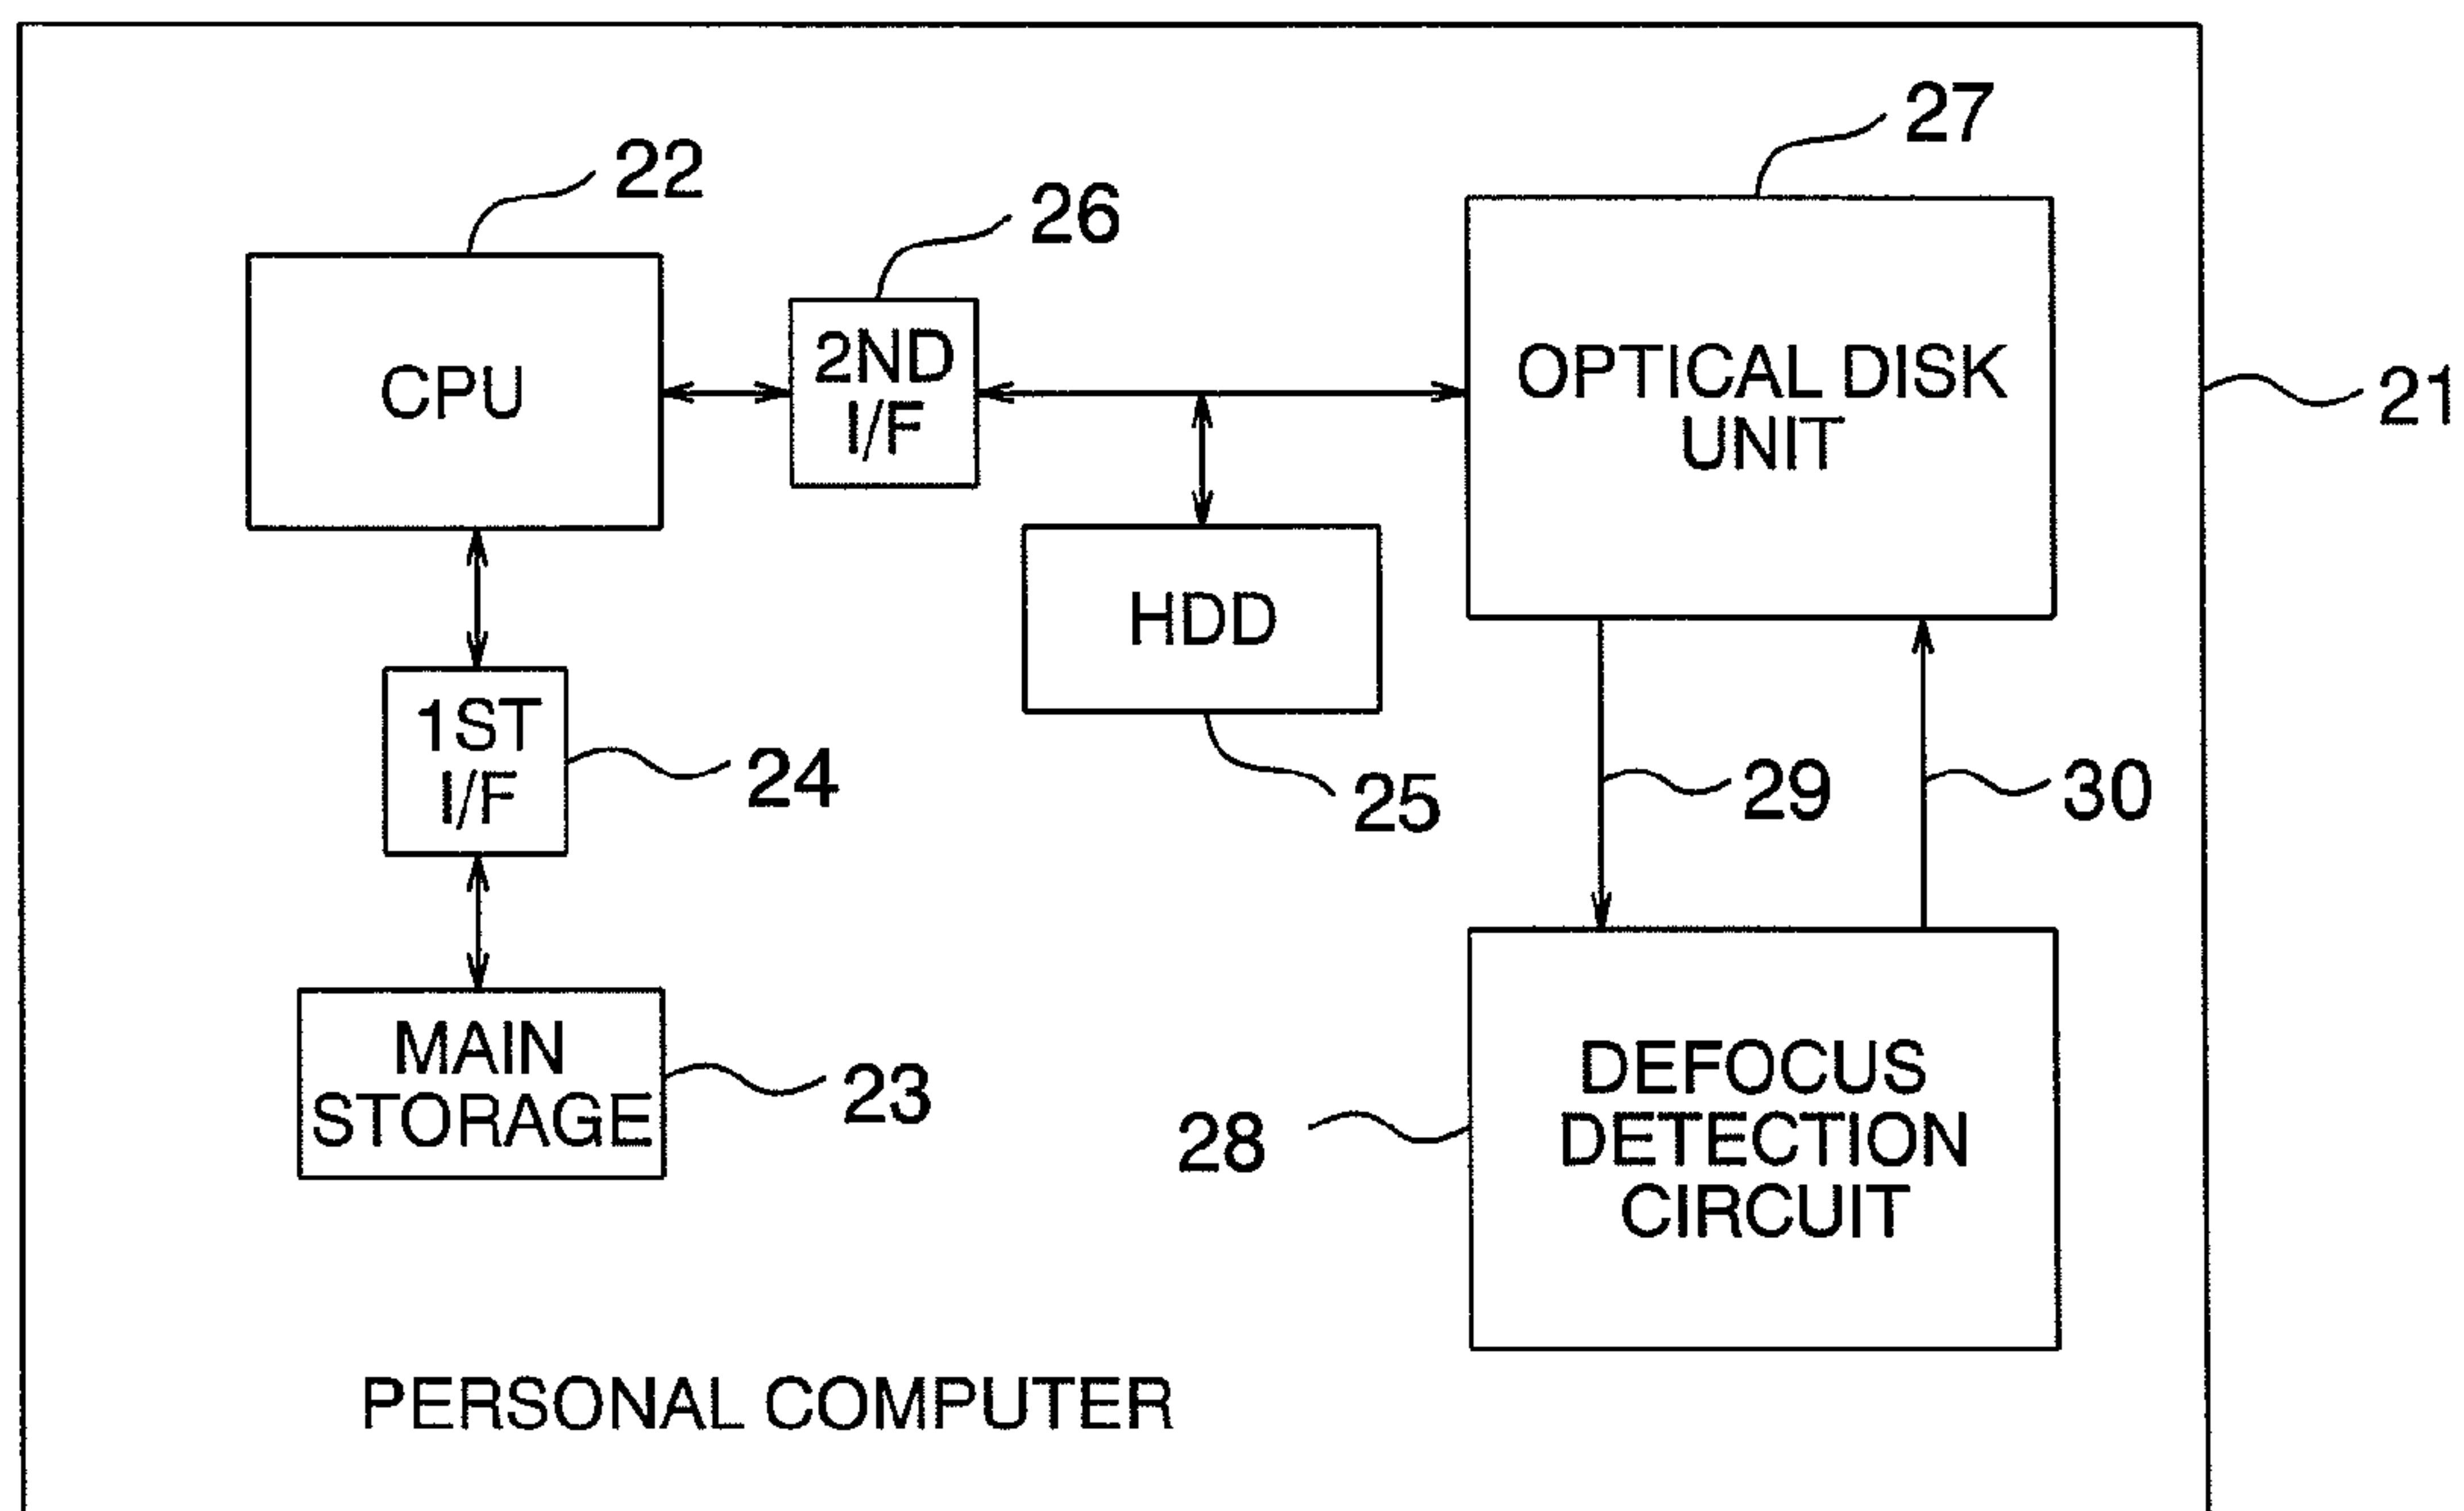 27
22
26
CPU
2ND
I/F
OPTICAL DISK
UNIT
21
HDD
1ST
I/F
24
25
29
30
MAIN
STORAGE
23
28
DEFOCUS
DETECTION
CIRCUIT
PERSONAL COMPUTER